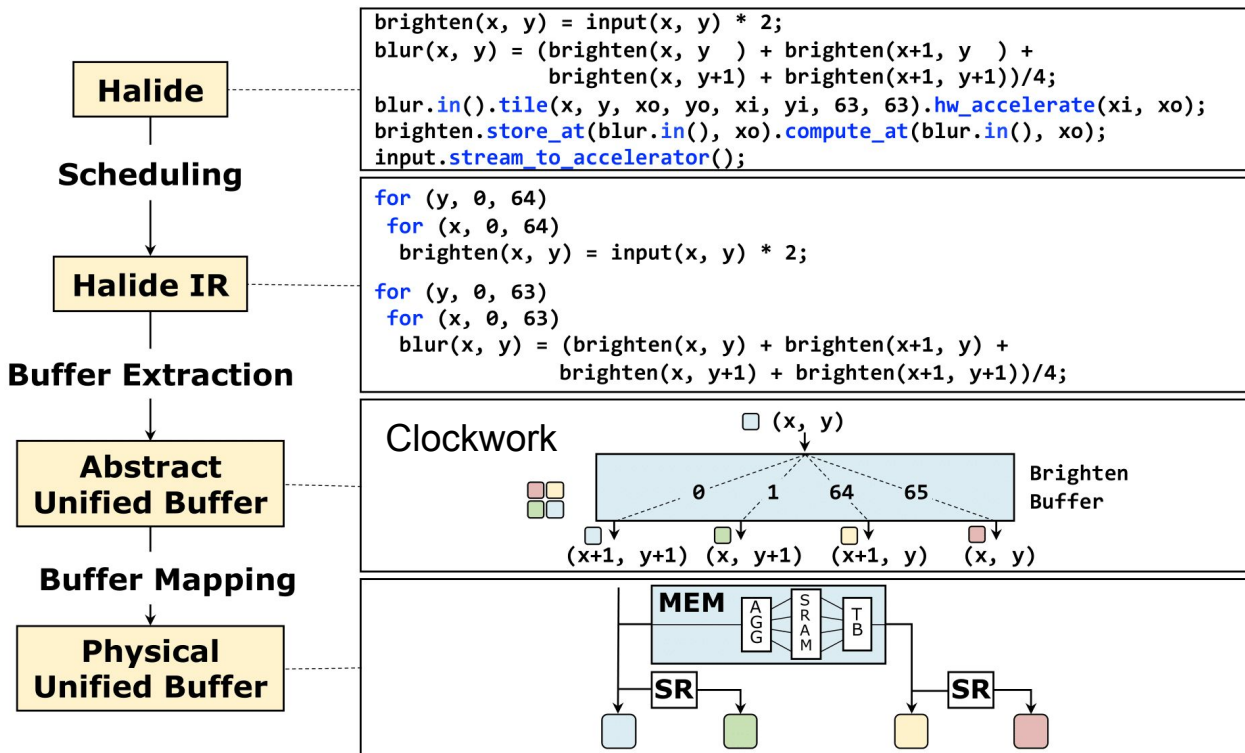 Halide
Scheduling
Halide IR
Buffer Extraction
Abstract
Unified Buffer
Buffer Mapping
Physical
Unified Buffer
brighten(x, y) = input(x, y) * 2;
blur(x, y) = (brighten(x, y  ) + brighten(x+1, y  ) +
brighten(x, y+1) + brighten(x+1, y+1))/4;
blur.in().tile(x, y, xo, yo, xi, yi, 63, 63).hw_accelerate(xi, xo);
brighten.store_at(blur.in(), xo).compute_at(blur.in(), xo);
input.stream_to_accelerator();
for (y, 0, 64)
for (x, 0, 64)
brighten(x, y) = input(x, y) * 2;
for (y, 0, 63)
for (x, 0, 63)
blur(x, y) = (brighten(x, y) + brighten(x+1, y) +
brighten(x, y+1) + brighten(x+1, y+1))/4;
Clockwork
(x, y)
0 1 64 65
Brighten
Buffer
(x+1, y+1) (x, y+1) (x+1, y) (x, y)
MEM
AGG
SRAM
TB
SR
SR